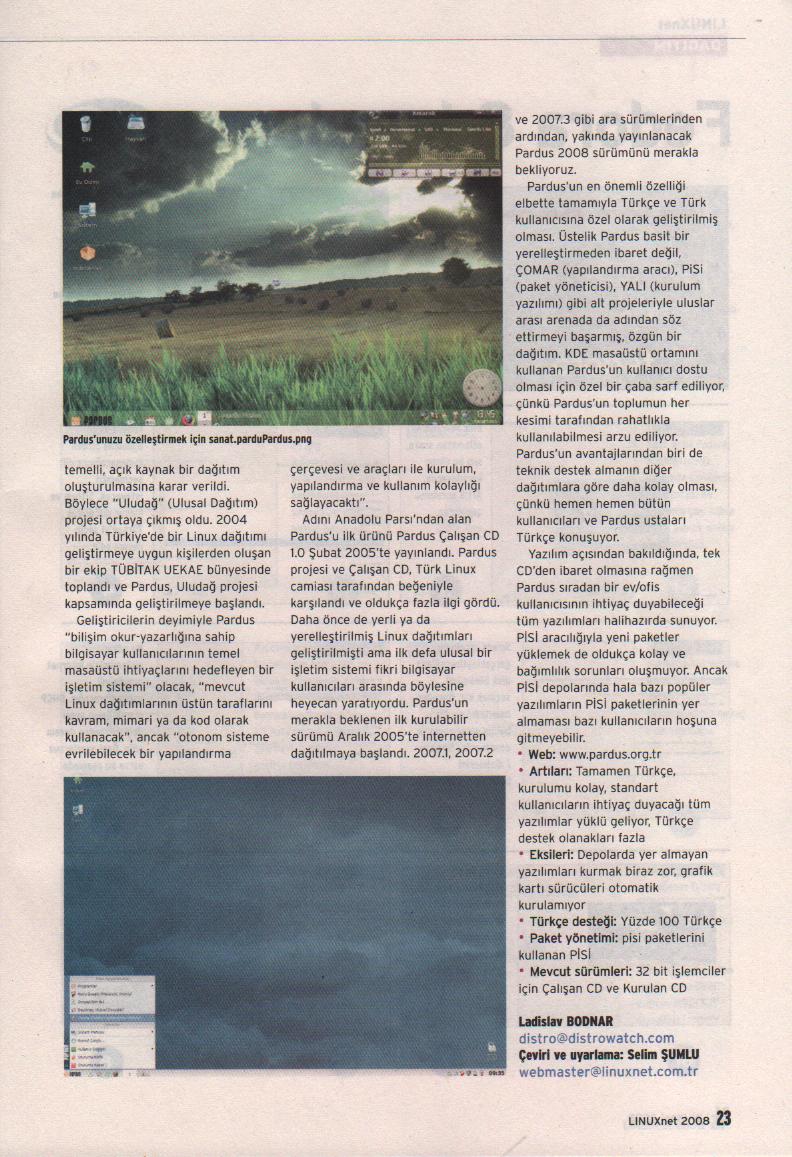 Pardus'unuzu özelleştirmek için sanat.parduPardus.png
temelli, açık kaynak bir dağıtım
oluşturulmasına karar verildi.
Böylece "Uludağ" (Ulusal Dağıtım)
projesi ortaya çıkmış oldu. 2004
yılında Türkiye'de bir Linux dağıtımı
geliştirmeye uygun kişilerden oluşan
bir ekip TÜBİTAK UEKAE bünyesinde
toplandı ve Pardus, Uludağ projesi
kapsamında geliştirilmeye başlandı.
Geliştiricilerin deyimiyle Pardus
"bilişim okur-yazarlığına sahip
bilgisayar kullanıcılarının temel
masaüstü ihtiyaçlarını hedefleyen bir
işletim sistemi" olacak, "mevcut
Linux dağıtımlarının üstün taraflarını
kavram, mimari ya da kod olarak
kullanacak", ancak "otonom sisteme
evrilebilecek bir yapılandırma
çerçevesi ve araçları ile kurulum,
yapılandırma ve kullanım kolaylığı
sağlayacaktı".
Adını Anadolu Parsı'ndan alan
Pardus'u ilk ürünü Pardus Çalışan CD
1.0 Şubat 2005'te yayınlandı. Pardus
projesi ve Çalışan CD, Türk Linux
camiası tarafından beğeniyle
karşılandı ve oldukça fazla ilgi gördü.
Daha önce de yerli ya da
yerelleştirilmiş Linux dağıtımları
geliştirilmişti ama ilk defa ulusal bir
işletim sistemi fikri bilgisayar
kullanıcıları arasında böylesine
heyecan yaratıyordu. Pardus'un
merakla beklenen ilk kurulabilir
sürümü Aralık 2005'te internetten
dağıtılmaya başlandı. 2007.1, 2007.2
ve 2007.3 gibi ara sürümlerinden
ardından, yakında yayınlanacak
Pardus 2008 sürümünü merakla
bekliyoruz.
Pardus'un en önemli özelliği
elbette tamamıyla Türkçe ve Türk
kullanıcısına özel olarak geliştirilmiş
olması. Üstelik Pardus basit bir
yerelleştirmeden ibaret değil,
ÇOMAR (yapılandırma aracı), PiSi
(paket yöneticisi), YALI (kurulum
yazılımı) gibi alt projeleriyle uluslar
arası arenada da adından söz
ettirmeyi başarmış, özgün bir
dağıtım. KDE masaüstü ortamını
kullanan Pardus'un kullanıcı dostu
olması için özel bir çaba sarf ediliyor,
çünkü Pardus'un toplumun her
kesimi tarafından rahatlıkla
kullanılabilmesi arzu ediliyor.
Pardus'un avantajlarından biri de
teknik destek almanın diğer
dağıtımlara göre daha kolay olması,
çünkü hemen hemen bütün
kullanıcıları ve Pardus ustaları
Türkçe konuşuyor.
Yazılım açısından bakıldığında, tek
CD'den ibaret olmasına rağmen
Pardus sıradan bir ev/ofis
kullanıcısının ihtiyaç duyabileceği
tüm yazılımları halihazırda sunuyor.
PİSİ aracılığıyla yeni paketler
yüklemek de oldukça kolay ve
bağımlılık sorunları oluşmuyor. Ancak
PİSİ depolarında hala bazı popüler
yazılımların PİSİ paketlerinin yer
almaması bazı kullanıcıların hoşuna
gitmeyebilir.
• Web: www.pardus.org.tr
• Artıları: Tamamen Türkçe,
kurulumu kolay, standart
kullanıcıların ihtiyaç duyacağı tüm
yazılımlar yüklü geliyor, Türkçe
destek olanakları fazla
• Eksileri: Depolarda yer almayan
yazılımları kurmak biraz zor, grafik
kartı sürücüleri otomatik
kurulamıyor
• Türkçe desteği: Yüzde 100 Türkçe
• Paket yönetimi: pisi paketlerini
kullanan PİSİ
• Mevcut sürümleri: 32 bit işlemciler
için Çalışan CD ve Kurulan CD
Ladislav BODNAR
distro@distrowatch.com
Çeviri ve uyarlama: Selim ŞUMLU
webmaster@linuxnet.com.tr
LINUXnet 2008 23